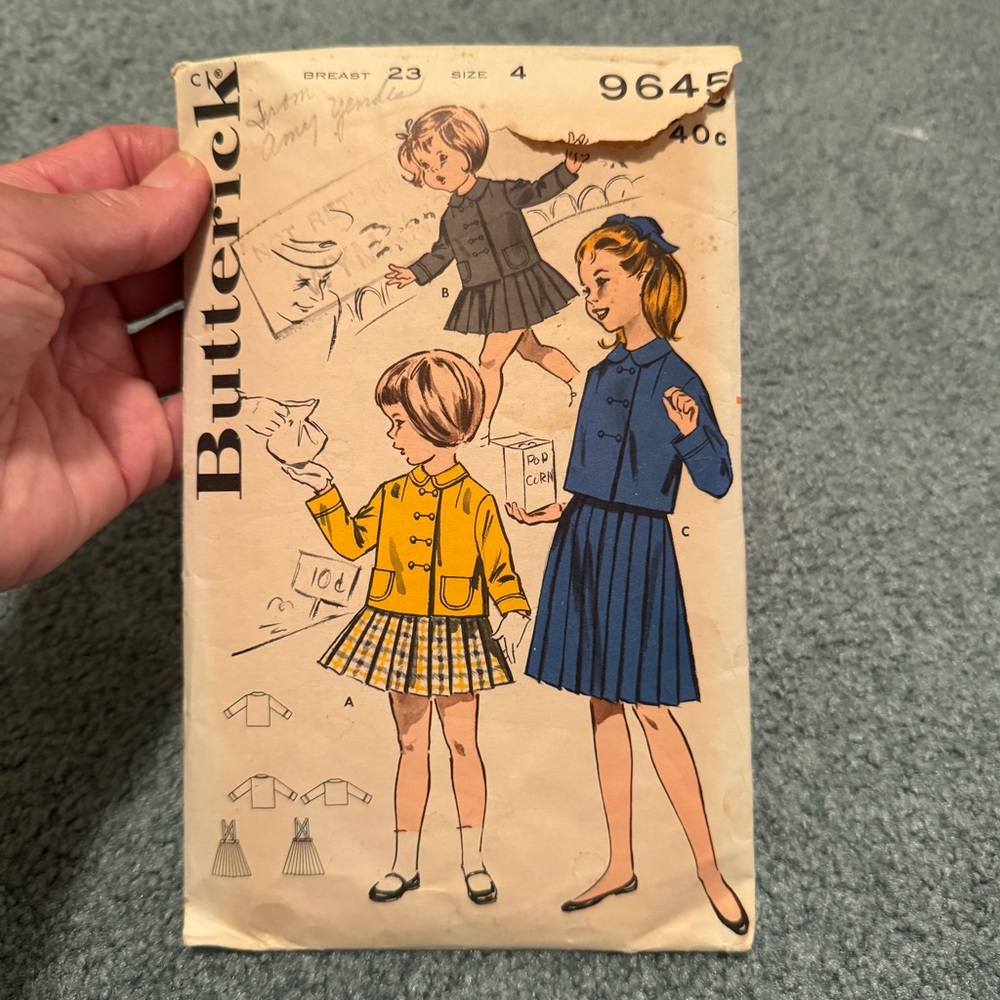 C
Butterick®
BREAST 23 SIZE 4
9645
40c
From
Amy
B
POP
CORN
C
10¢
A